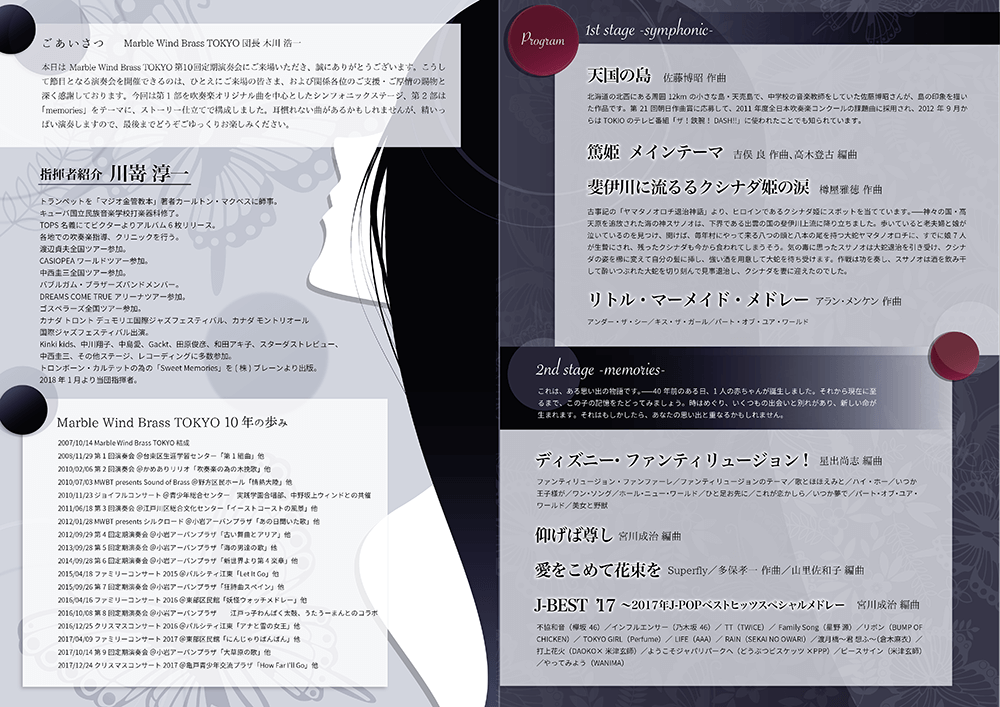 ごあいさつ　Marble Wind Brass TOKYO 団長 木川 浩一
本日は Marble Wind Brass TOKYO 第10回定期演奏会にご来場いただき、誠にありがとうございます。こうし
て節目となる演奏会を開催できるのは、ひとえにご来場の皆さま、および関係各位のご支援・ご厚情の賜物と
深く感謝しております。今回は第1部を吹奏楽オリジナル曲を中心としたシンフォニックステージ、第2部は
「memories」をテーマに、ストーリー仕立てで構成しました。耳慣れない曲があるかもしれませんが、精いっ
ぱい演奏しますので、最後までどうぞごゆっくりお楽しみください。
指揮者紹介 川嵜 淳一
トランペットを「マジオ金管教本」著者カールトン・マクベスに師事。
キューバ国立民族音楽学校打楽器科修了。
TOPS 名義にてビクターよりアルバム6枚リリース。
各地での吹奏楽指導、クリニックを行う。
渡辺貞夫全国ツアー参加。
CASIOPEA ワールドツアー参加。
中西圭三全国ツアー参加。
バブルガム・ブラザーズバンドメンバー。
DREAMS COME TRUE アリーナツアー参加。
ゴスペラーズ全国ツアー参加。
カナダ トロント デュモリエ国際ジャズフェスティバル、カナダ モントリオール
国際ジャズフェスティバル出演。
Kinki kids、中川翔子、中島愛、Gackt、田原俊彦、和田アキ子、スターダストレビュー、
中西圭三、その他ステージ、レコーディングに多数参加。
トロンボーン・カルテットの為の「Sweet Memories」を(株)ブレーンより出版。
2018年1月より当団指揮者。
Marble Wind Brass TOKYO 10年の歩み
2007/10/14 Marble Wind Brass TOKYO 結成
2008/11/29 第1回演奏会 @台東区生涯学習センター「第1組曲」他
2010/02/06 第2回演奏会 @かめありリリオ「吹奏楽の為の木挽歌」他
2010/07/03 MWBT presents Sound of Brass @野方区民ホール「情熱大陸」他
2010/11/23 ジョイフルコンサート @青少年総合センター　実践学園合唱部、中野坂上ウィンドとの共催
2011/06/18 第3回演奏会 @江戸川区総合文化センター「イーストコーストの風景」他
2012/01/28 MWBT presents シルクロード @小岩アーバンプラザ「あの日聞いた歌」他
2012/09/29 第4回定期演奏会 @小岩アーバンプラザ「古い舞曲とアリア」他
2013/09/28 第5回定期演奏会 @小岩アーバンプラザ「海の男達の歌」他
2014/09/28 第6回定期演奏会 @小岩アーバンプラザ「新世界より第4楽章」他
2015/04/18 ファミリーコンサート2015 @パルシティ江東「Let It Go」他
2015/09/26 第7回定期演奏会 @小岩アーバンプラザ「狂詩曲スペイン」他
2016/04/16 ファミリーコンサート2016 @東部区民館「妖怪ウォッチメドレー」他
2016/10/08 第8回定期演奏会 @小岩アーバンプラザ　江戸っ子わんぱく太鼓、うたうーまんとのコラボ
2016/12/25 クリスマスコンサート2016 @パルシティ江東「アナと雪の女王」他
2017/04/09 ファミリーコンサート2017 @東部区民館「にんじゃりばんばん」他
2017/10/14 第9回定期演奏会 @小岩アーバンプラザ「大草原の歌」他
2017/12/24 クリスマスコンサート2017 @亀戸青少年交流プラザ「How Far I'll Go」他
Program
1st stage -symphonic-
天国の島 佐藤博昭 作曲
北海道の北西にある周囲12kmの小さな島・天売島で、中学校の音楽教師をしていた佐藤博昭さんが、島の印象を描い
た作品です。第21回朝日作曲賞に応募して、2011年度全日本吹奏楽コンクールの課題曲に採用され、2012年9月か
らはTOKIOのテレビ番組「ザ!鉄腕!DASH!!」に使われたことでも知られています。
篤姫 メインテーマ 吉俣 良 作曲、高木登古 編曲
斐伊川に流るるクシナダ姫の涙 樽屋雅徳 作曲
古事記の「ヤマタノオロチ退治神話」より、ヒロインであるクシナダ姫にスポットを当てています。──神々の国・高
天原を追放された海の神スサノオは、下界である出雲の国の斐伊川上流に降り立ちました。歩いていると老夫婦と娘が
泣いているのを見つけ、聞けば、毎年村にやって来る八つの頭と八本の尾を持つ大蛇ヤマタノオロチに、すでに娘7人
が生贄にされ、残ったクシナダも今から食われてしまうそう。気の毒に思ったスサノオは大蛇退治を引き受け、クシナ
ダの姿を櫛に変えて自分の髪に挿し、強い酒を用意して大蛇を待ち受けます。作戦は功を奏し、スサノオは酒を飲み干
して酔いつぶれた大蛇を切り刻んで見事退治し、クシナダを妻に迎えたのでした。
リトル・マーメイド・メドレー アラン・メンケン 作曲
アンダー・ザ・シー／キス・ザ・ガール／パート・オブ・ユア・ワールド
2nd stage -memories-
これは、ある思い出の物語です。──40年前のある日、1人の赤ちゃんが誕生しました。それから現在に至
るまで、この子の記憶をたどってみましょう。時はめぐり、いくつもの出会いと別れがあり、新しい命が
生まれます。それはもしかしたら、あなたの思い出と重なるかもしれません。
ディズニー・ファンティリュージョン! 星出尚志 編曲
ファンティリュージョン・ファンファーレ／ファンティリュージョンのテーマ／歌とほほえみと／ハイ・ホー／いつか
王子様が／ワン・ソング／ホール・ニュー・ワールド／ひと足お先に／これが恋かしら／いつか夢で／パート・オブ・ユア・
ワールド／美女と野獣
仰げば尊し 宮川成治 編曲
愛をこめて花束を Superfly／多保孝一 作曲／山里佐和子 編曲
J-BEST '17 ～2017年J-POPベストヒッツスペシャルメドレー 宮川成治 編曲
不協和音（欅坂46）／インフルエンサー（乃木坂46）／TT（TWICE）／Family Song（星野 源）／リボン（BUMP OF
CHICKEN）／TOKYO GIRL（Perfume）／LIFE（AAA）／RAIN（SEKAI NO OWARI）／渡月橋～君 想ふ～（倉木麻衣）／
打上花火（DAOKO×米津玄師）／ようこそジャパリパークへ（どうぶつビスケッツ×PPP）／ピースサイン（米津玄師）
／やってみよう（WANIMA）